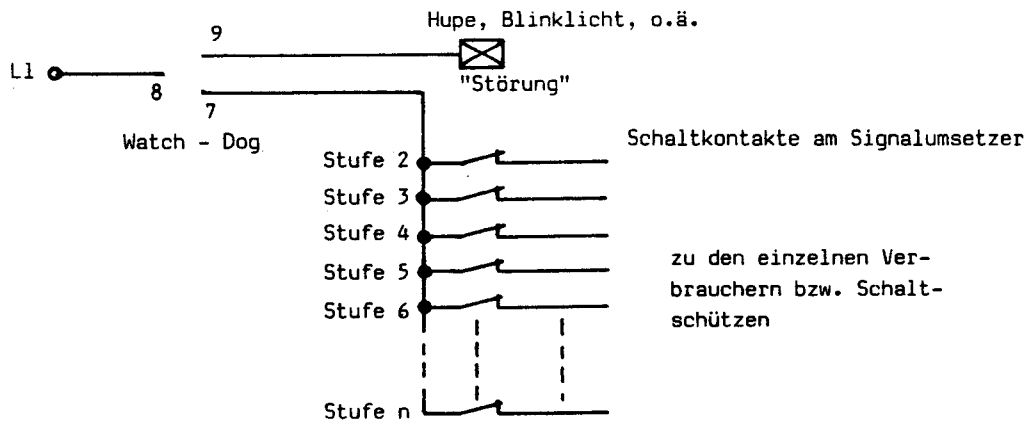 Hupe, Blinklicht, o.ä.
9
L1
8
"Störung"
7
Watch - Dog
Schaltkontakte am Signalumsetzer
Stufe 2
Stufe 3
Stufe 4
zu den einzelnen Ver-
Stufe 5
brauchern bzw. Schalt-
Stufe 6
schützen
Stufe n